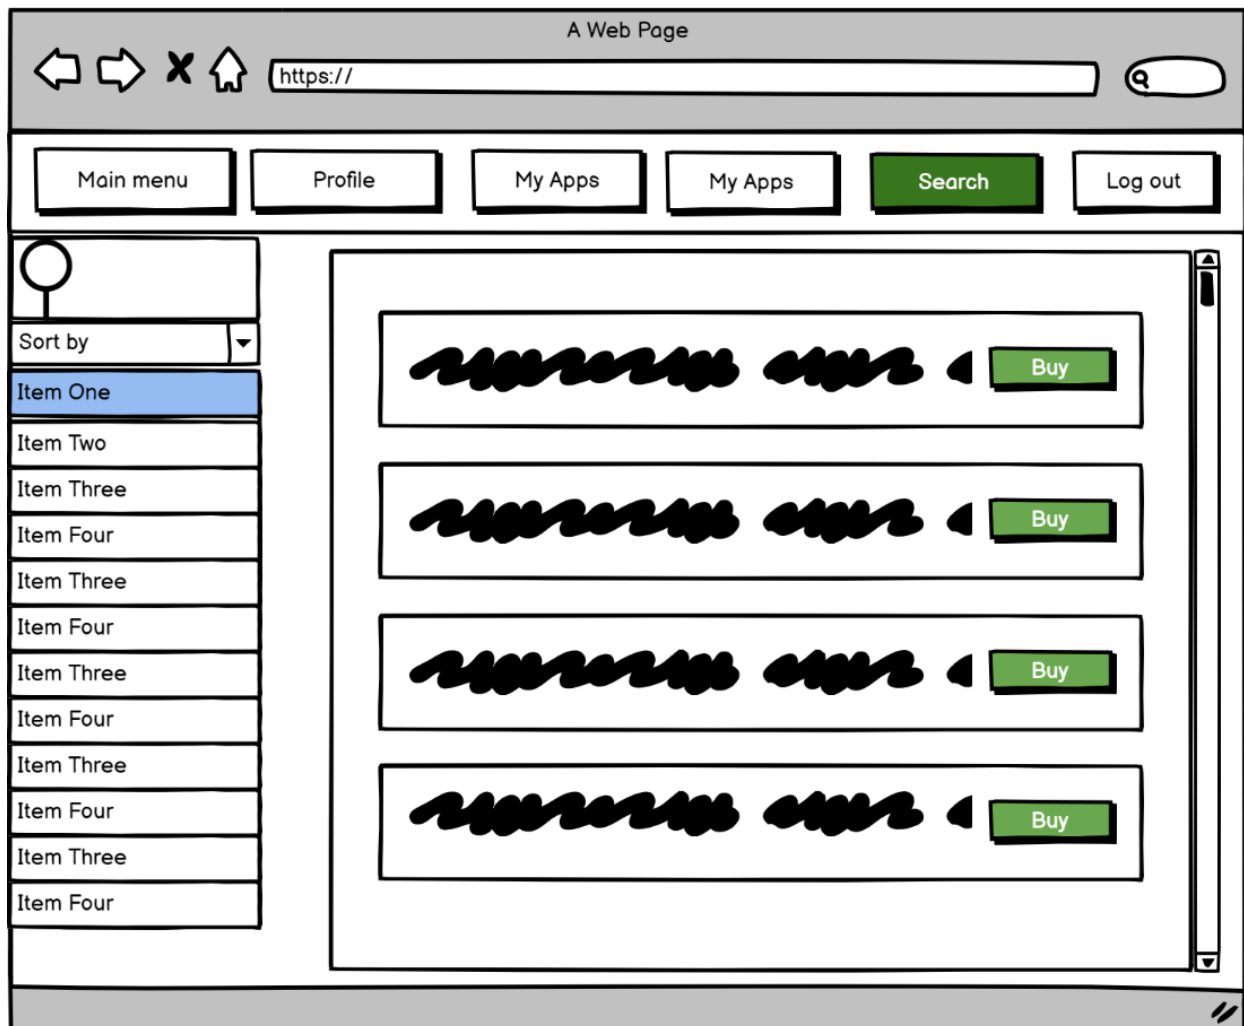 A Web Page
https://
Main menu
Profile
My Apps
My Apps
Search
Log out
Sort by
Item One
Item Two
Item Three
Item Four
Item Three
Item Four
Item Three
Item Four
Item Three
Item Four
Item Three
Item Four
Buy
Buy
Buy
Buy